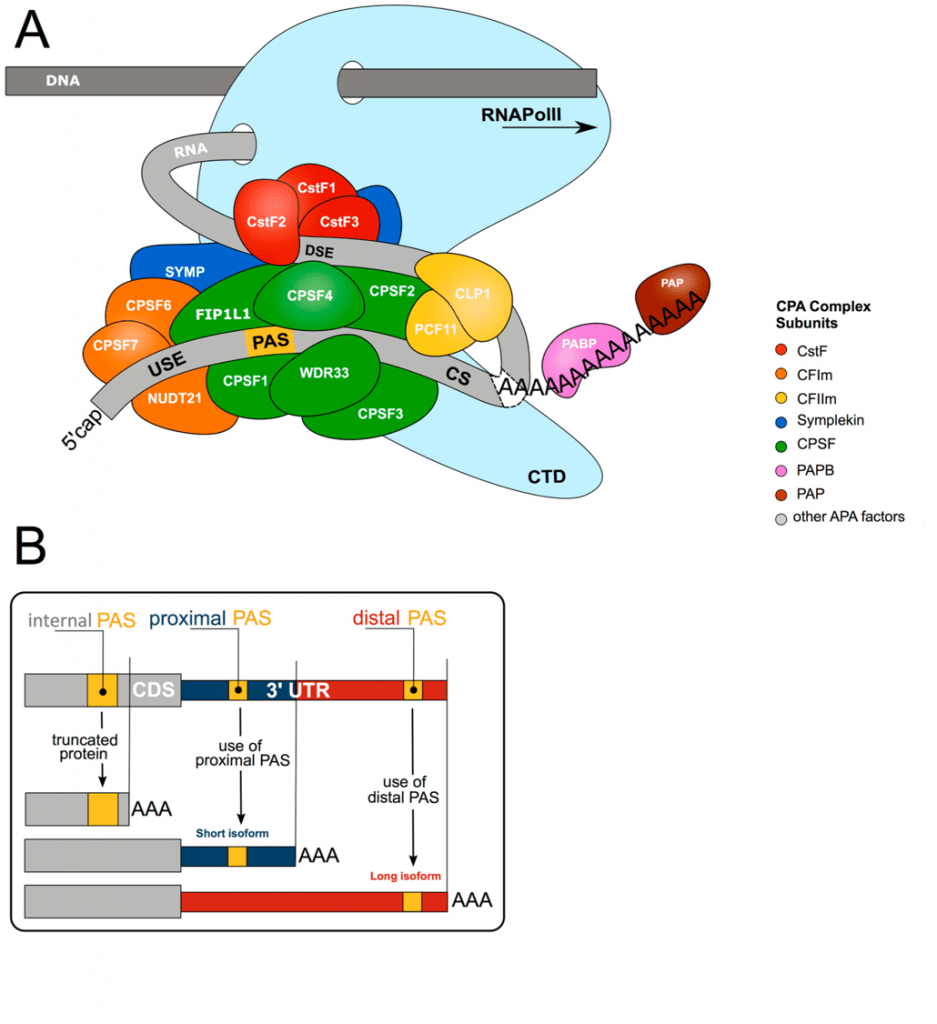 A
DNA
RNAPolII
RNA
CstF1
CstF2
CstF3
DSE
SYMP
CPSF6
CPSF4
CPSF2
CLP1
FIP1L1
PAP
CPSF7
PCF11
PABP
USE
PAS
CS
AAAAAAAAAAAAAAA
NUDT21
CPSF1
WDR33
CPSF3
5'cap
CTD
CPA Complex
Subunits
CstF
CFIm
CFIIm
Symplekin
CPSF
PAPB
PAP
other APA factors
B
internal PAS
proximal PAS
distal PAS
CDS
3' UTR
truncated
protein
use of
proximal PAS
use of
distal PAS
AAA
Short isoform
AAA
Long isoform
AAA